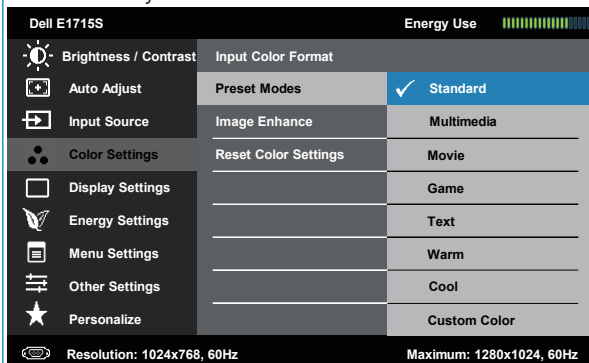 Dell E1715S Energy Use
Brightness / Contrast Input Color Format
Auto Adjust Preset Modes Standard
Input Source Image Enhance Multimedia
Color Settings Reset Color Settings Movie
Display Settings Game
Energy Settings Text
Menu Settings Warm
Other Settings Cool
Personalize Custom Color
Resolution: 1024x768, 60Hz Maximum: 1280x1024, 60Hz